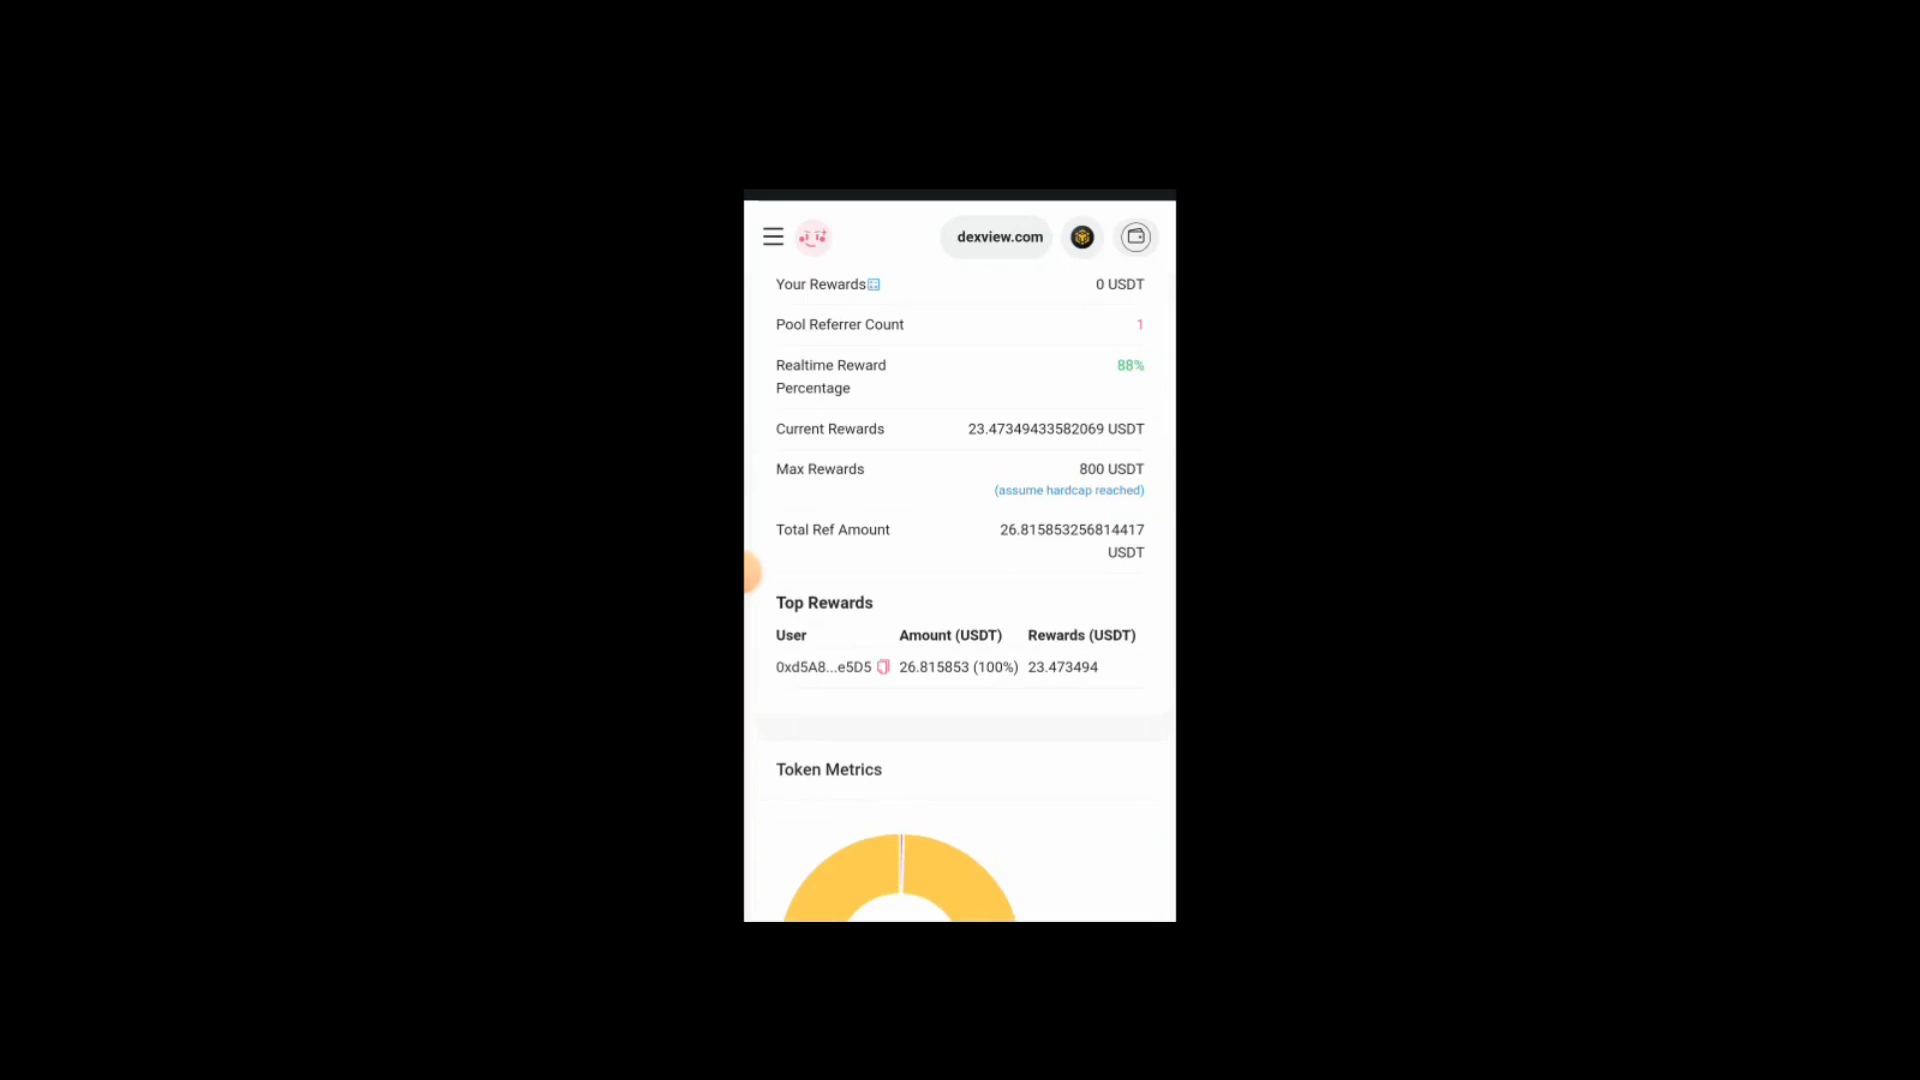 dexview.com
Your Rewards 0 USDT
Pool Referrer Count 1
Realtime Reward 88%
Percentage
Current Rewards 23.47349433582069 USDT
Max Rewards 800 USDT
(assume hardcap reached)
Total Ref Amount 26.815853256814417
USDT
Top Rewards
User Amount (USDT) Rewards (USDT)
0xd5A8...e5D5 26.815853 (100%) 23.473494
Token Metrics